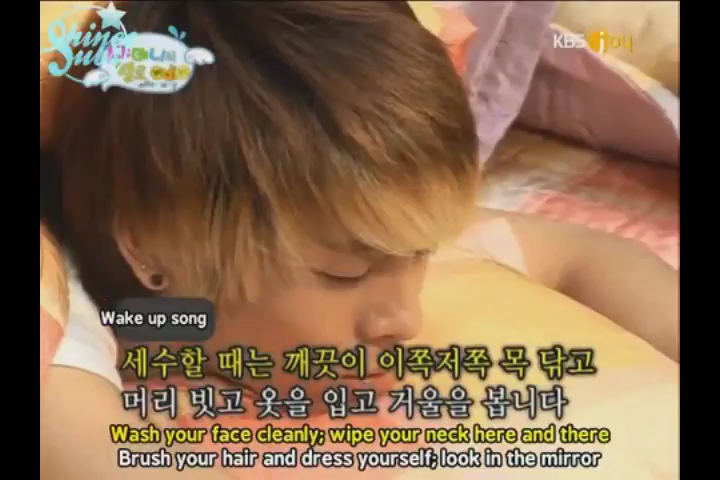 Shinee
Subs
KBS joy
Wake up song
세수할 때는 깨끗이 이쪽저쪽 목 닦고
머리 빗고 옷을 입고 거울을 봅니다
Wash your face cleanly; wipe your neck here and there
Brush your hair and dress yourself; look in the mirror